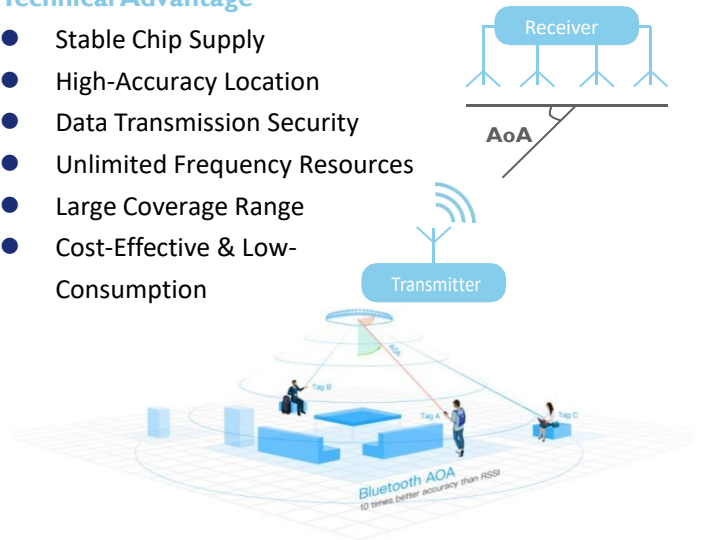 Technical Advantage
Stable Chip Supply
High-Accuracy Location
Data Transmission Security
Unlimited Frequency Resources
Large Coverage Range
Cost-Effective & Low-
Consumption
Receiver
AoA
Transmitter
AOA
Tag B
Tag A
Tag C
Bluetooth AOA
10 times better accuracy than RSSI